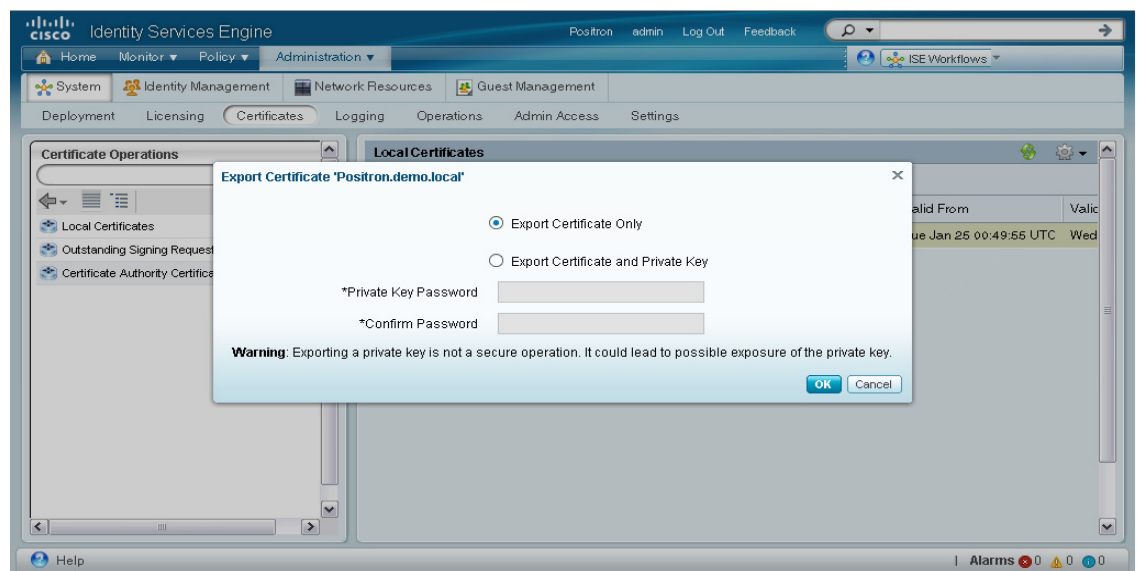 cisco Identity Services Engine Positron admin Log Out Feedback
Home Monitor Policy Administration ISE Workflows
System Identity Management Network Resources Guest Management
Deployment Licensing Certificates Logging Operations Admin Access Settings
Certificate Operations
Local Certificates
Export Certificate 'Positron.demo.local'
Local Certificates
Outstanding Signing Request
Certificate Authority Certifica
alid From Valid
ue Jan 25 00:49:55 UTC Wed
Export Certificate Only
Export Certificate and Private Key
*Private Key Password
*Confirm Password
Warning: Exporting a private key is not a secure operation. It could lead to possible exposure of the private key.
OK Cancel
Help | Alarms 0 0 0